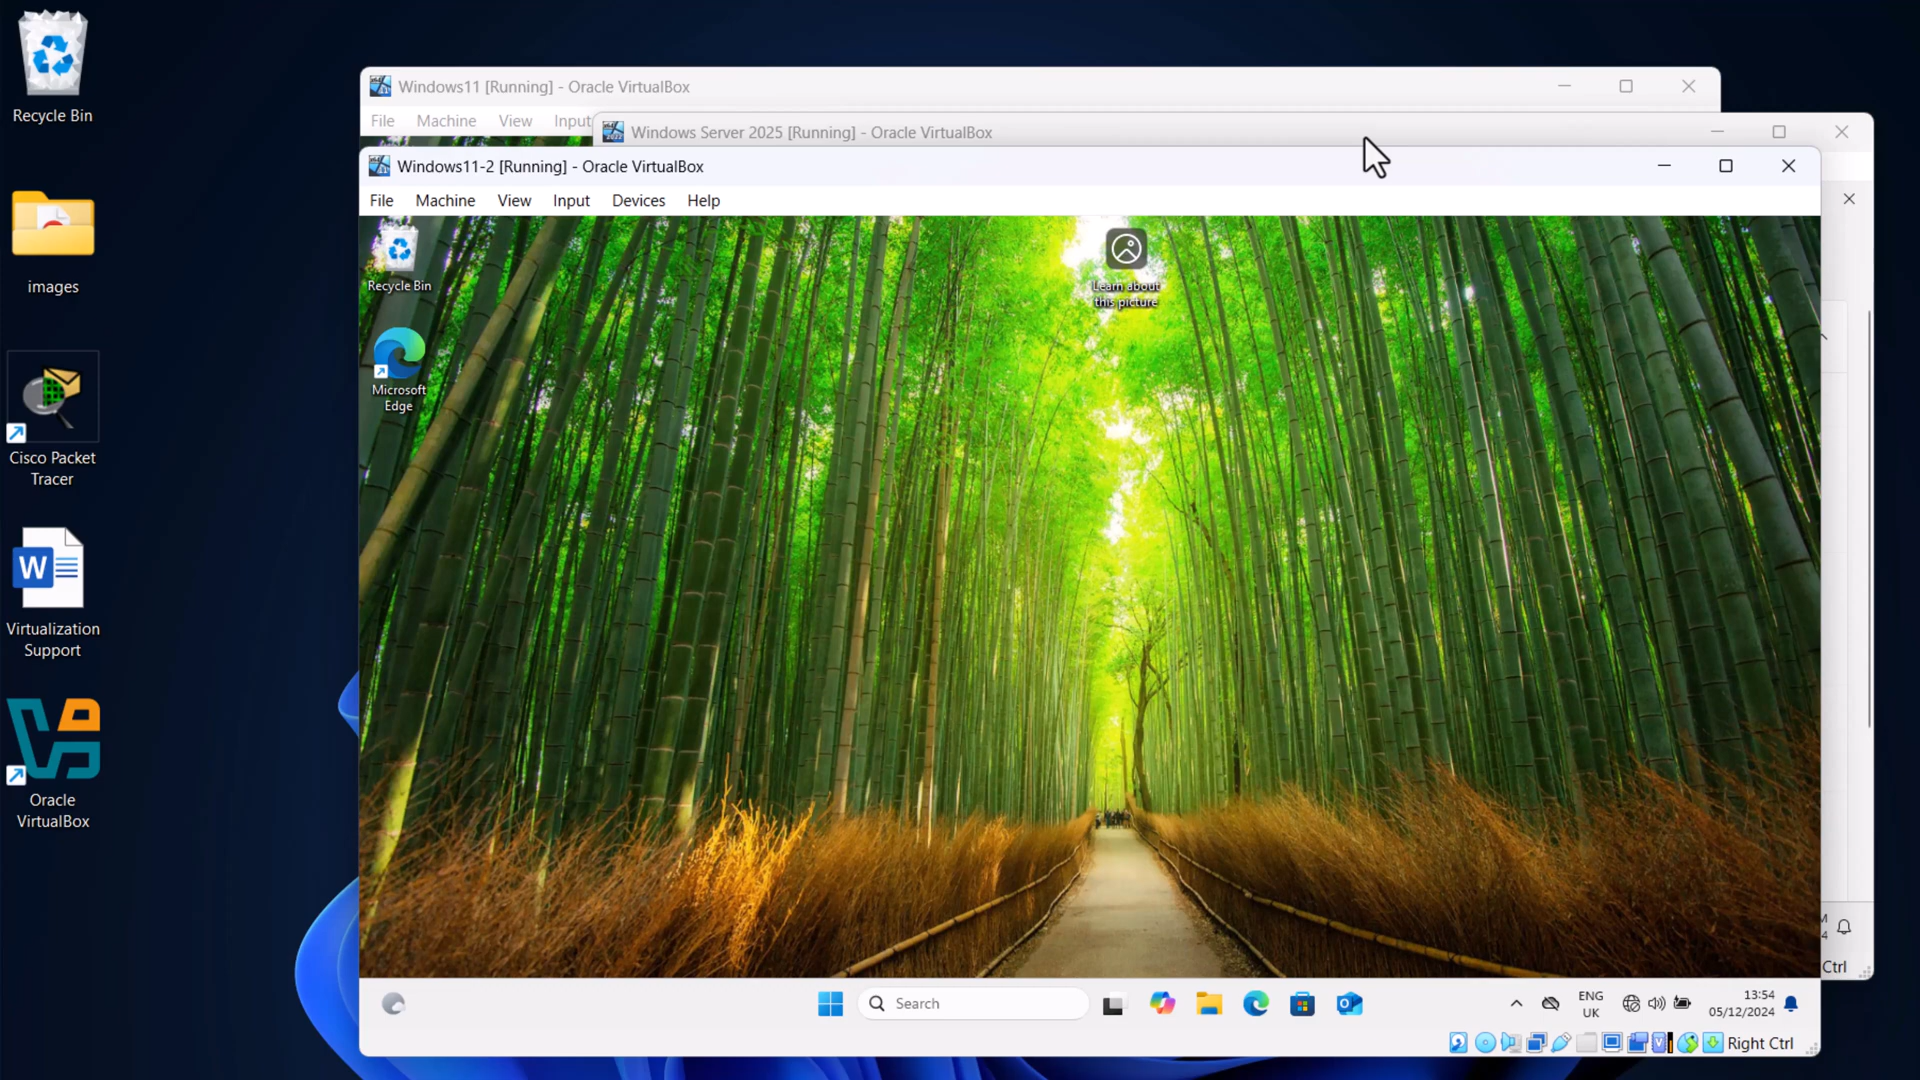 Recycle Bin
images
Cisco Packet
Tracer
W
Virtualization
Support
Oracle
VirtualBox
Windows11 [Running] - Oracle VirtualBox
File Machine View Input
Windows Server 2025 [Running] - Oracle VirtualBox
Windows11-2 [Running] - Oracle VirtualBox
File Machine View Input Devices Help
Recycle Bin
Learn about
this picture
Microsoft
Edge
Search
ENG
UK
13:54
05/12/2024
Right Ctrl
M
4
Ctrl